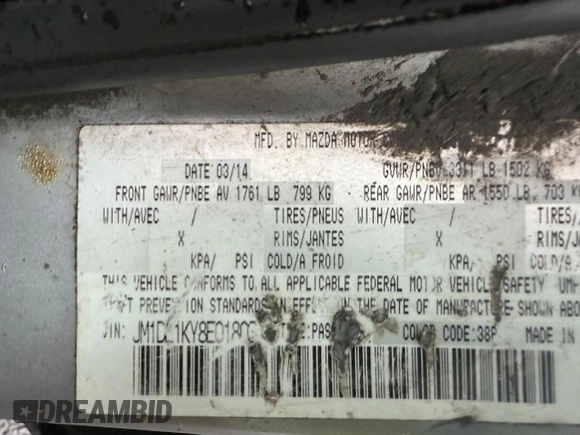 MFD. BY MAZDA MOTOR
DATE 03/14 GVWR/PNBV 3311 LB 1502 KG
FRONT GAWR/PNBE AV 1761 LB 799 KG REAR GAWR/PNBE AR 1550 LB, 703 KG
WITH/AVEC / TIRES/PNEUS WITH/AVEC / TIRES/
X RIMS/JANTES X RIMS/J
KPA/ PSI COLD/A FROID KPA/ PSI COLD/A
THIS VEHICLE CONFORMS TO ALL APPLICABLE FEDERAL MOTOR VEHICLE SAFETY
PREVENTION STANDARDS IN EFFECT ON THE DATE OF MANUFACTURE SHOWN ABO
COLOR CODE:38P MADE IN
DREAMBID